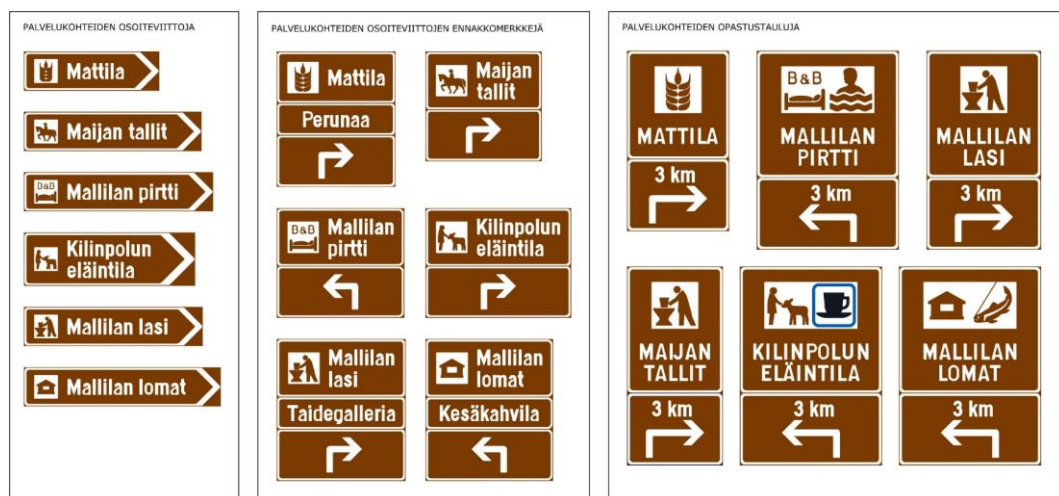 PALVELUKOHTEIDEN OSOITEVIITTOJA
Mattila
Maijan tallit
B&B
Mallilan pirtti
Kilinpolun
eläintila
Mallilan lasi
Mallilan lomat
PALVELUKOHTEIDEN OSOITEVIITTOJEN ENNAKKOMERKKEJÄ
Mattila
Perunaa
Maijan
tallit
B&B
Mallilan
pirtti
Kilinpolun
eläintila
Mallilan
lasi
Taidegalleria
Mallilan
lomat
Kesäkahvila
PALVELUKOHTEIDEN OPASTUSTAULUJA
MATTILA
3 km
B&B
MALLILAN
PIRTTI
3 km
MALLILAN
LASI
3 km
MAIJAN
TALLIT
3 km
KILINPOLUN
ELÄINTILA
3 km
MALLILAN
LOMAT
3 km